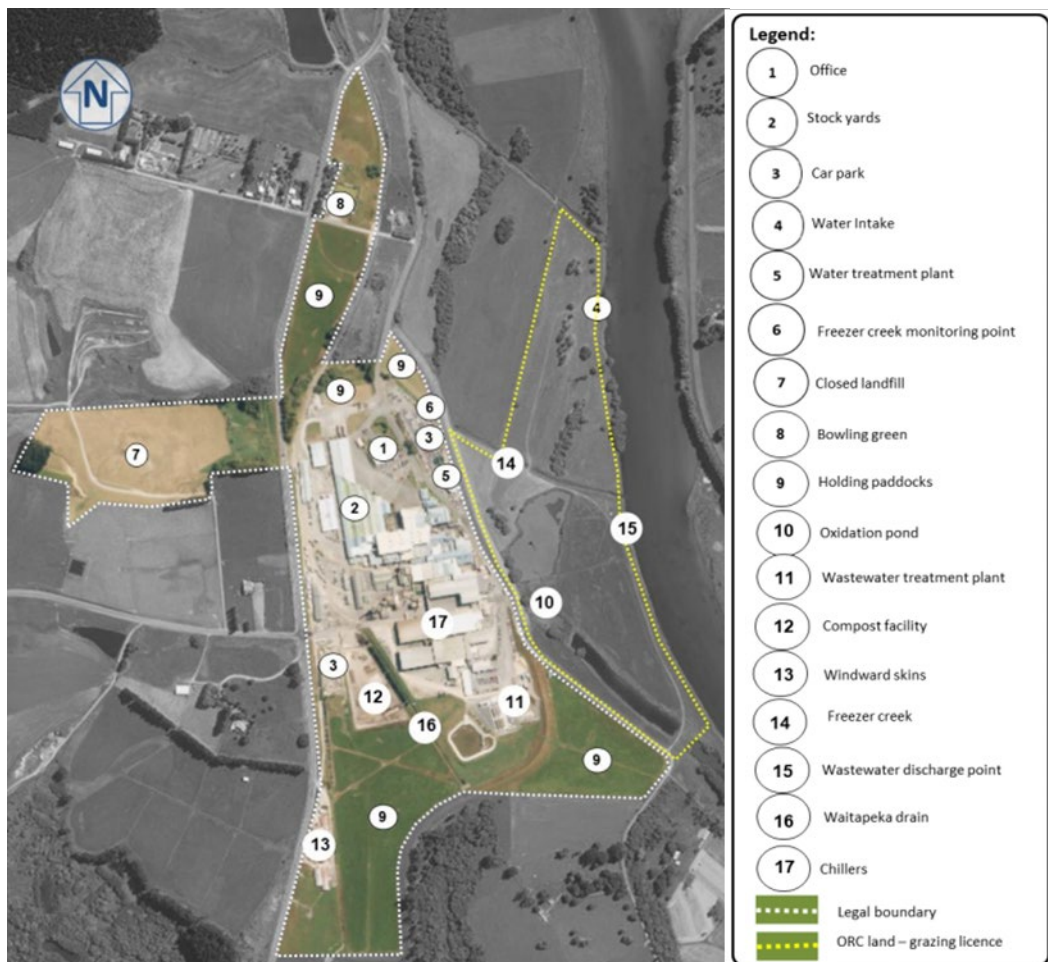 N
8
9
4
9
9
6
3
1
7
14
5
2
15
10
17
3
12
11
16
9
9
13
Legend:
1 Office
2 Stock yards
3 Car park
4 Water Intake
5 Water treatment plant
6 Freezer creek monitoring point
7 Closed landfill
8 Bowling green
9 Holding paddocks
10 Oxidation pond
11 Wastewater treatment plant
12 Compost facility
13 Windward skins
14 Freezer creek
15 Wastewater discharge point
16 Waitapeka drain
17 Chillers
Legal boundary
ORC land – grazing licence